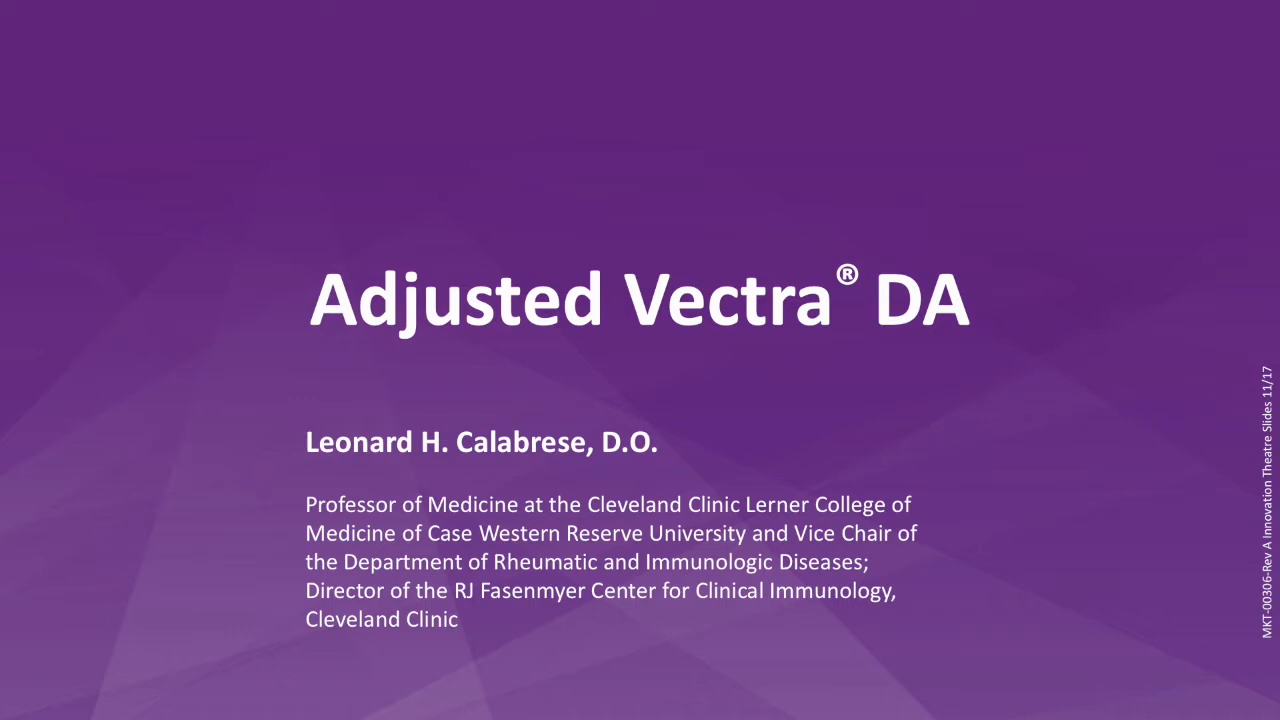 Adjusted Vectra® DA
Leonard H. Calabrese, D.O.
Professor of Medicine at the Cleveland Clinic Lerner College of
Medicine of Case Western Reserve University and Vice Chair of
the Department of Rheumatic and Immunologic Diseases;
Director of the RJ Fasenmyer Center for Clinical Immunology,
Cleveland Clinic
MKT-00306-Rev A Innovation Theatre Slides 11/17